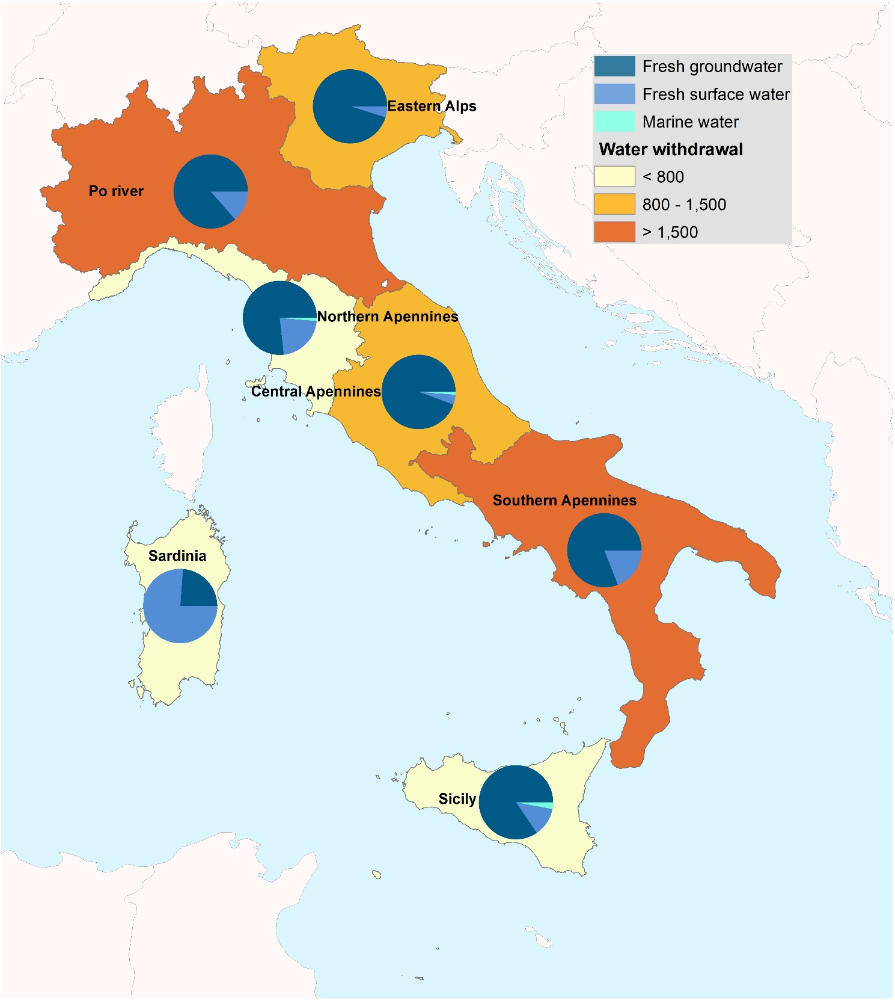 Fresh groundwater
Fresh surface water
Marine water
Water withdrawal
< 800
800 - 1,500
> 1,500
Eastern Alps
Po river
Northern Apennines
Central Apennines
Southern Apennines
Sardinia
Sicily